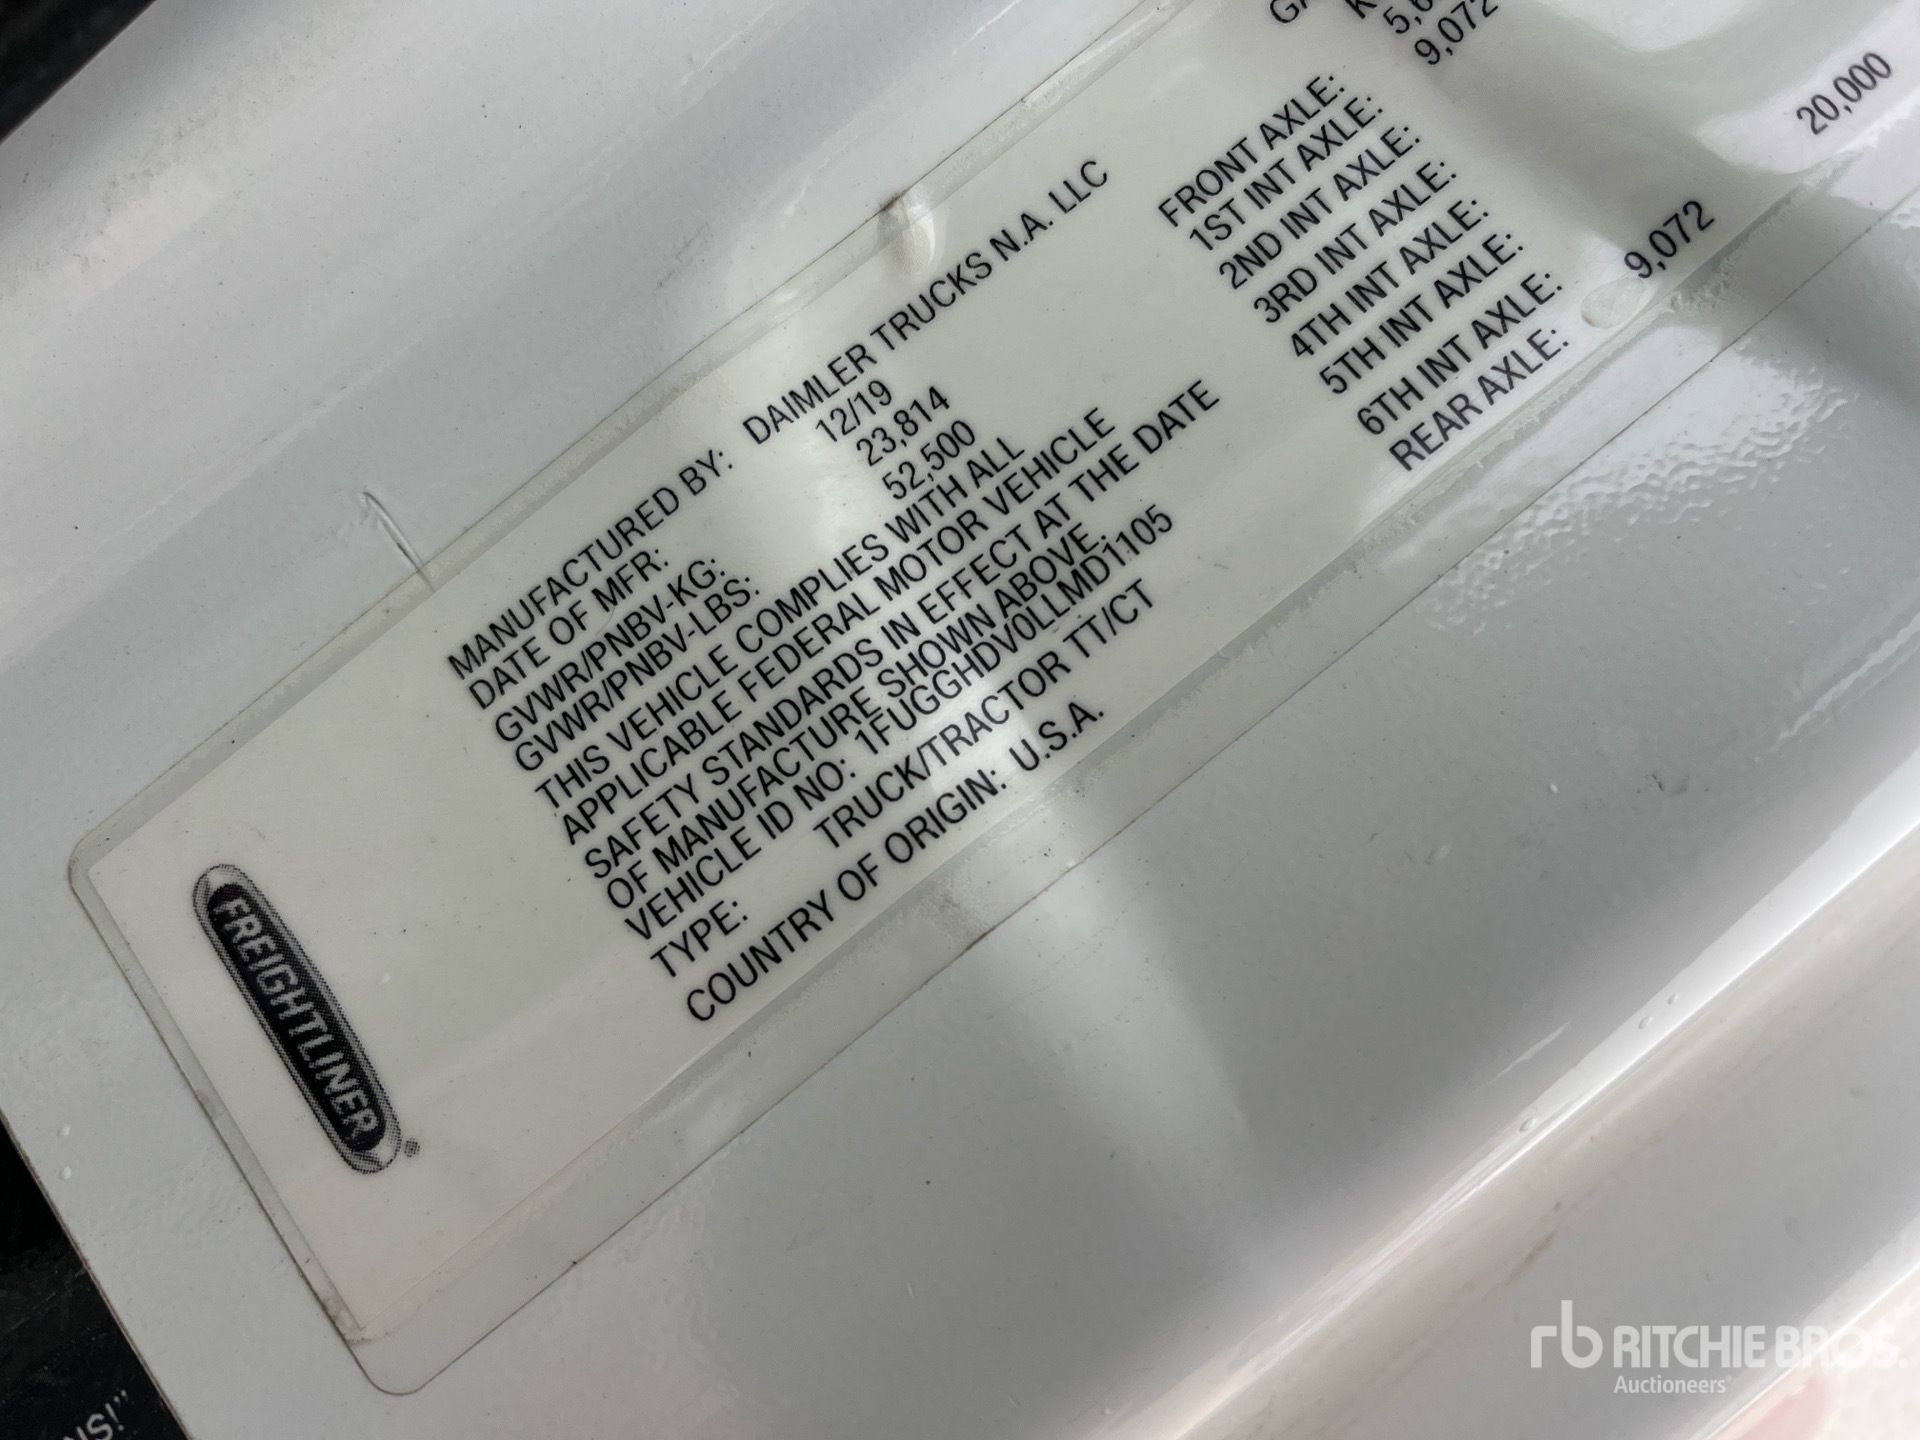 FREIGHTLINER®
MANUFACTURED BY: DAIMLER TRUCKS N.A. LLC
DATE OF MFR: 12/19
GVWR/PNBV-KG: 23,814
GVWR/PNBV-LBS: 52,500
THIS VEHICLE COMPLIES WITH ALL
APPLICABLE FEDERAL MOTOR VEHICLE
SAFETY STANDARDS IN EFFECT AT THE DATE
OF MANUFACTURE SHOWN ABOVE.
VEHICLE ID NO: 1FUGGHDV0LLMD1105
TYPE: TRUCK/TRACTOR TT/CT
COUNTRY OF ORIGIN: U.S.A.
FRONT AXLE:
1ST INT AXLE: 9,072 20,000
2ND INT AXLE:
3RD INT AXLE:
4TH INT AXLE:
5TH INT AXLE:
6TH INT AXLE:
REAR AXLE: 9,072
rb RITCHIE BROS.
Auctioneers